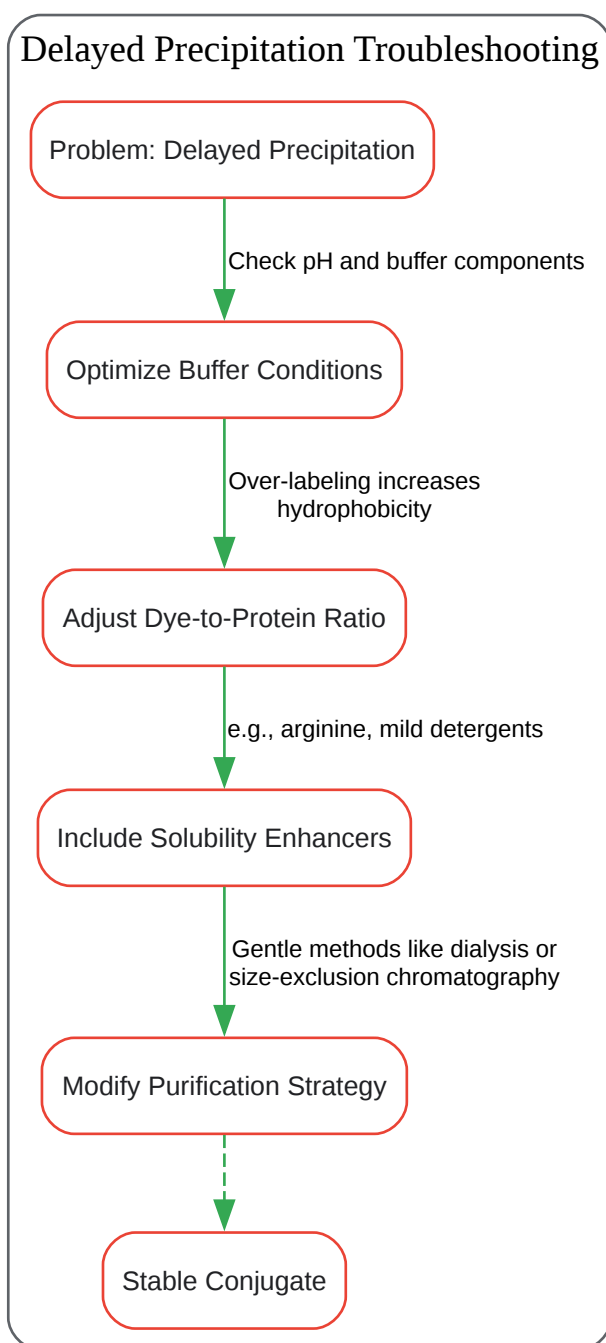 Delayed Precipitation Troubleshooting
Problem: Delayed Precipitation
Check pH and buffer components
Optimize Buffer Conditions
Over-labeling increases
hydrophobicity
Adjust Dye-to-Protein Ratio
e.g., arginine, mild detergents
Include Solubility Enhancers
Gentle methods like dialysis or
size-exclusion chromatography
Modify Purification Strategy
Stable Conjugate